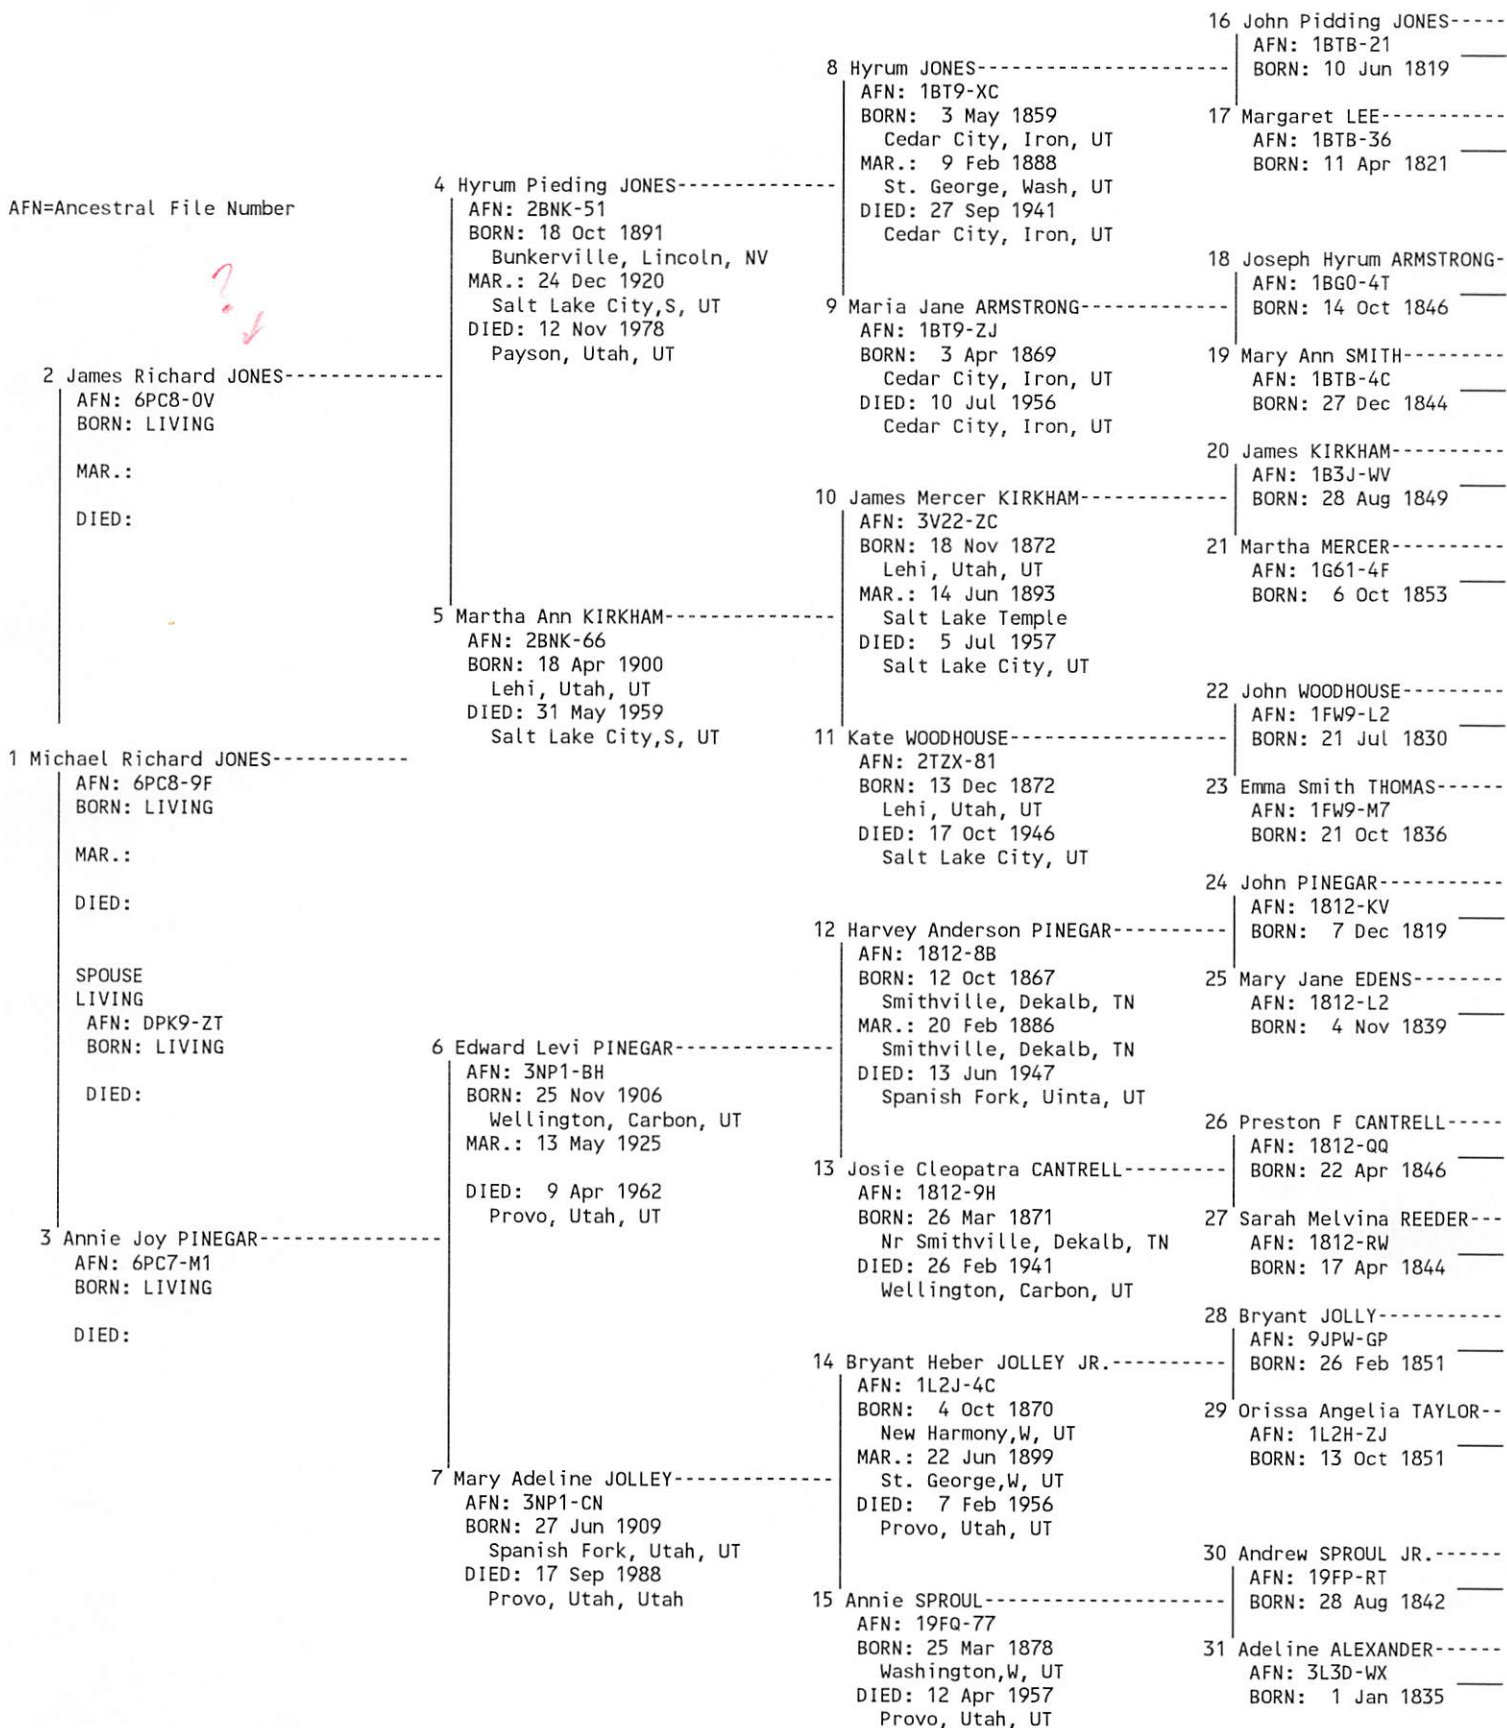 AFN=Ancestral File Number
?
1 Michael Richard JONES------------
AFN: 6PC8-9F
BORN: LIVING
MAR.:
DIED:
SPOUSE
LIVING
AFN: DPK9-ZT
BORN: LIVING
DIED:
2 James Richard JONES--------------
AFN: 6PC8-0V
BORN: LIVING
MAR.:
DIED:
3 Annie Joy PINEGAR----------------
AFN: 6PC7-M1
BORN: LIVING
DIED:
4 Hyrum Pieding JONES--------------
AFN: 2BNK-51
BORN: 18 Oct 1891
Bunkerville, Lincoln, NV
MAR.: 24 Dec 1920
Salt Lake City,S, UT
DIED: 12 Nov 1978
Payson, Utah, UT
5 Martha Ann KIRKHAM---------------
AFN: 2BNK-66
BORN: 18 Apr 1900
Lehi, Utah, UT
DIED: 31 May 1959
Salt Lake City,S, UT
6 Edward Levi PINEGAR--------------
AFN: 3NP1-BH
BORN: 25 Nov 1906
Wellington, Carbon, UT
MAR.: 13 May 1925
DIED:  9 Apr 1962
Provo, Utah, UT
7 Mary Adeline JOLLEY--------------
AFN: 3NP1-CN
BORN: 27 Jun 1909
Spanish Fork, Utah, UT
DIED: 17 Sep 1988
Provo, Utah, Utah
8 Hyrum JONES----------------------
AFN: 1BT9-XC
BORN:  3 May 1859
Cedar City, Iron, UT
MAR.:  9 Feb 1888
St. George, Wash, UT
DIED: 27 Sep 1941
Cedar City, Iron, UT
9 Maria Jane ARMSTRONG-------------
AFN: 1BT9-ZJ
BORN:  3 Apr 1869
Cedar City, Iron, UT
DIED: 10 Jul 1956
Cedar City, Iron, UT
10 James Mercer KIRKHAM-------------
AFN: 3V22-ZC
BORN: 18 Nov 1872
Lehi, Utah, UT
MAR.: 14 Jun 1893
Salt Lake Temple
DIED:  5 Jul 1957
Salt Lake City, UT
11 Kate WOODHOUSE-------------------
AFN: 2TZX-81
BORN: 13 Dec 1872
Lehi, Utah, UT
DIED: 17 Oct 1946
Salt Lake City, UT
12 Harvey Anderson PINEGAR----------
AFN: 1812-8B
BORN: 12 Oct 1867
Smithville, Dekalb, TN
MAR.: 20 Feb 1886
Smithville, Dekalb, TN
DIED: 13 Jun 1947
Spanish Fork, Uinta, UT
13 Josie Cleopatra CANTRELL---------
AFN: 1812-9H
BORN: 26 Mar 1871
Nr Smithville, Dekalb, TN
DIED: 26 Feb 1941
Wellington, Carbon, UT
14 Bryant Heber JOLLEY JR.----------
AFN: 1L2J-4C
BORN:  4 Oct 1870
New Harmony,W, UT
MAR.: 22 Jun 1899
St. George,W, UT
DIED:  7 Feb 1956
Provo, Utah, UT
15 Annie SPROUL---------------------
AFN: 19FQ-77
BORN: 25 Mar 1878
Washington,W, UT
DIED: 12 Apr 1957
Provo, Utah, UT
16 John Pidding JONES-----
AFN: 1BTB-21
BORN: 10 Jun 1819
17 Margaret LEE-----------
AFN: 1BTB-36
BORN: 11 Apr 1821
18 Joseph Hyrum ARMSTRONG-
AFN: 1BG0-4T
BORN: 14 Oct 1846
19 Mary Ann SMITH---------
AFN: 1BTB-4C
BORN: 27 Dec 1844
20 James KIRKHAM----------
AFN: 1B3J-WV
BORN: 28 Aug 1849
21 Martha MERCER----------
AFN: 1G61-4F
BORN:  6 Oct 1853
22 John WOODHOUSE---------
AFN: 1FW9-L2
BORN: 21 Jul 1830
23 Emma Smith THOMAS------
AFN: 1FW9-M7
BORN: 21 Oct 1836
24 John PINEGAR-----------
AFN: 1812-KV
BORN:  7 Dec 1819
25 Mary Jane EDENS--------
AFN: 1812-L2
BORN:  4 Nov 1839
26 Preston F CANTRELL-----
AFN: 1812-QQ
BORN: 22 Apr 1846
27 Sarah Melvina REEDER---
AFN: 1812-RW
BORN: 17 Apr 1844
28 Bryant JOLLY-----------
AFN: 9JPW-GP
BORN: 26 Feb 1851
29 Orissa Angelia TAYLOR--
AFN: 1L2H-ZJ
BORN: 13 Oct 1851
30 Andrew SPROUL JR.------
AFN: 19FP-RT
BORN: 28 Aug 1842
31 Adeline ALEXANDER------
AFN: 3L3D-WX
BORN:  1 Jan 1835